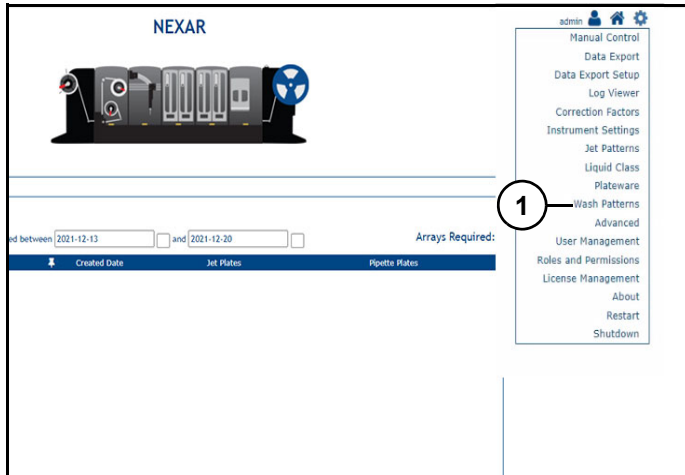 NEXAR
admin
Manual Control
Data Export
Data Export Setup
Log Viewer
Correction Factors
Instrument Settings
Jet Patterns
Liquid Class
Plateware
1
Wash Patterns
Advanced
User Management
Roles and Permissions
License Management
About
Restart
Shutdown
ed between 2021-12-13 and 2021-12-20 Arrays Required:
Created Date Jet Plates Pipette Plates